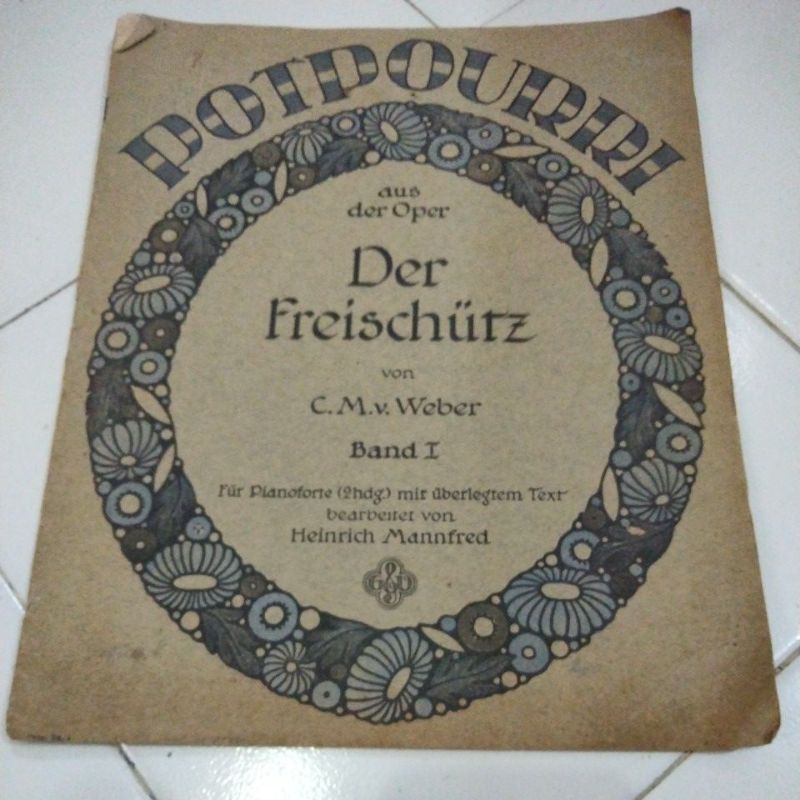 POTPOURRI
aus
der Oper
Der
Freischütz
von
C. M. v. Weber
Band I
Für Pianoforte (2hdg.) mit überlegtem Text
bearbeitet von
Heinrich Mannfred